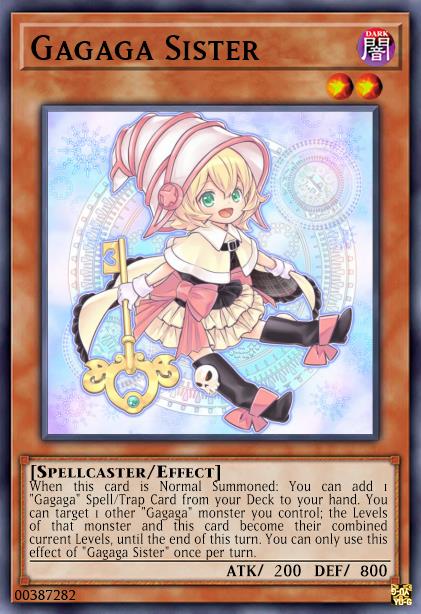 GAGAGA SISTER
DARK
闇
[SPELLCASTER/EFFECT]
When this card is Normal Summoned: You can add 1
"Gagaga" Spell/Trap Card from your Deck to your hand. You
can target 1 other "Gagaga" monster you control; the Levels
of that monster and this card become their combined
current Levels, until the end of this turn. You can only use this
effect of "Gagaga Sister" once per turn.
ATK/ 200 DEF/ 800
00387282